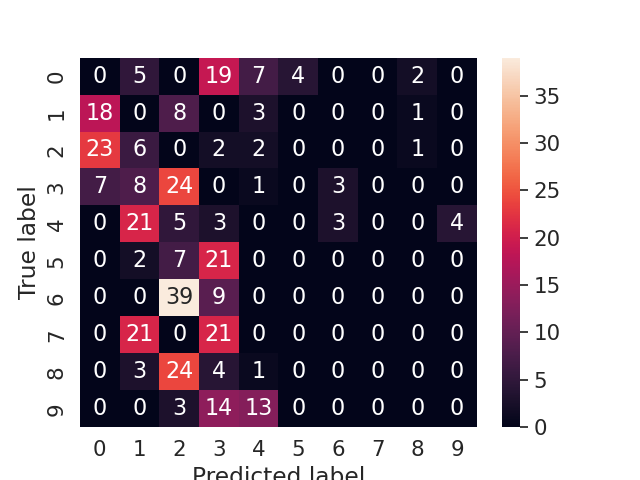 0 0 5 0 19 7 4 0 0 2 0
1 18 0 8 0 3 0 0 0 1 0
2 23 6 0 2 2 0 0 0 1 0
3 7 8 24 0 1 0 3 0 0 0
4 0 21 5 3 0 0 3 0 0 4
5 0 2 7 21 0 0 0 0 0 0
6 0 0 39 9 0 0 0 0 0 0
7 0 21 0 21 0 0 0 0 0 0
8 0 3 24 4 1 0 0 0 0 0
9 0 0 3 14 13 0 0 0 0 0
0 1 2 3 4 5 6 7 8 9
Predicted label
True label
35
30
25
20
15
10
5
0